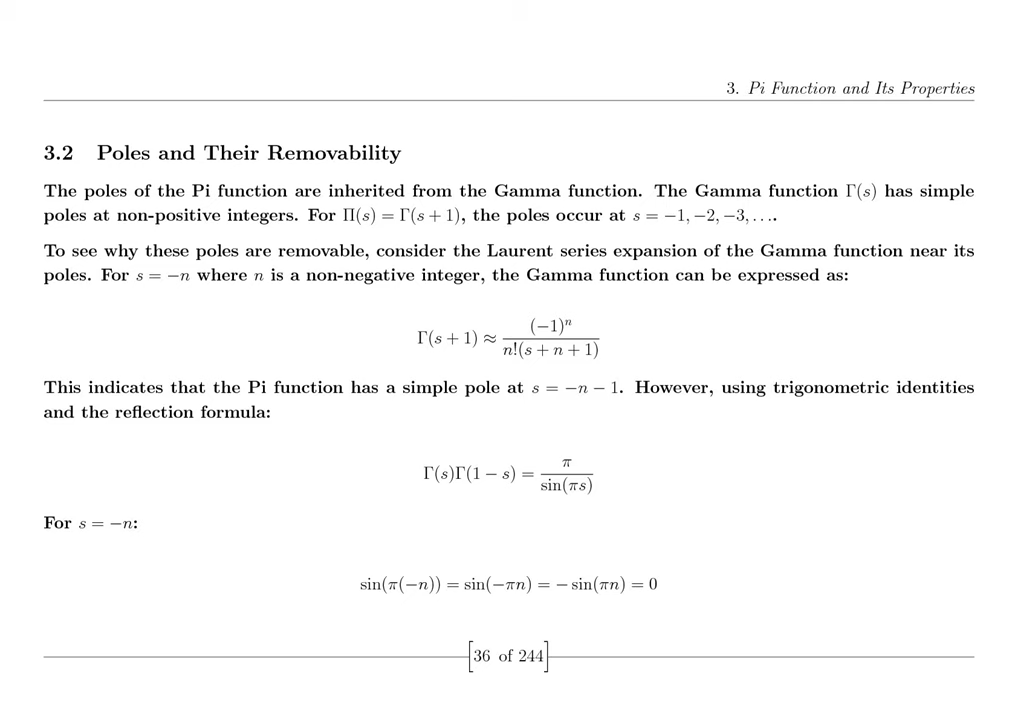 3. Pi Function and Its Properties
3.2 Poles and Their Removability
The poles of the Pi function are inherited from the Gamma function. The Gamma function Γ(s) has simple
poles at non-positive integers. For Π(s) = Γ(s + 1), the poles occur at s = −1, −2, −3, . . ..
To see why these poles are removable, consider the Laurent series expansion of the Gamma function near its
poles. For s = −n where n is a non-negative integer, the Gamma function can be expressed as:
Γ(s + 1) ≈ (−1)^n / n!(s + n + 1)
This indicates that the Pi function has a simple pole at s = −n − 1. However, using trigonometric identities
and the reflection formula:
Γ(s)Γ(1 − s) = π / sin(πs)
For s = −n:
sin(π(−n)) = sin(−πn) = − sin(πn) = 0
[36 of 244]